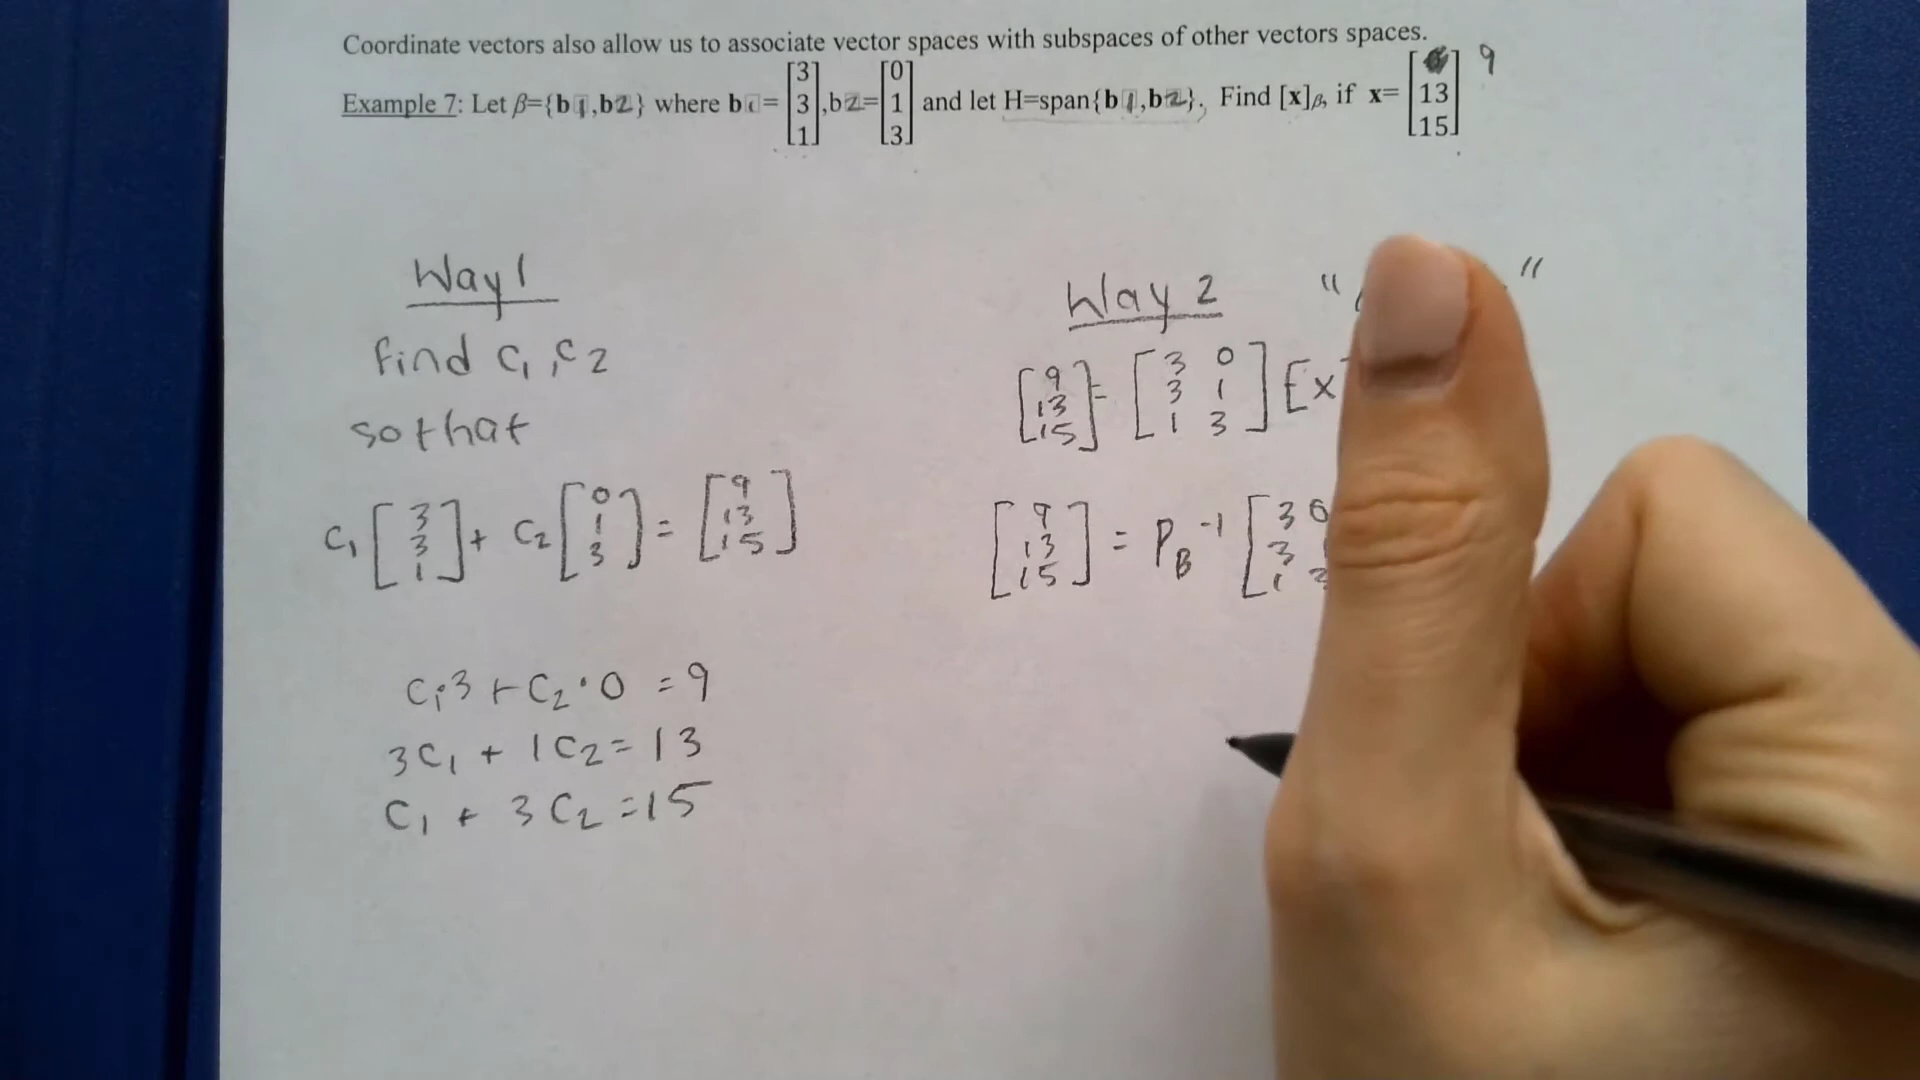 Coordinate vectors also allow us to associate vector spaces with subspaces of other vectors spaces.
Example 7: Let β={b1,b2} where b1= [3 3 1], b2= [0 1 3] and let H=span{b1,b2}. Find [x]β, if x= [13 15] 9
Way 1
find c1, c2
so that
c1 [3 3 1] + c2 [0 1 3] = [9 13 15]
c1·3 + c2·0 = 9
3c1 + 1c2 = 13
c1 + 3c2 = 15
Way 2 " "
[9 13 15] = [3 0 3 1 1 3] [x
[9 13 15] = PB⁻¹ [3 0 3 1